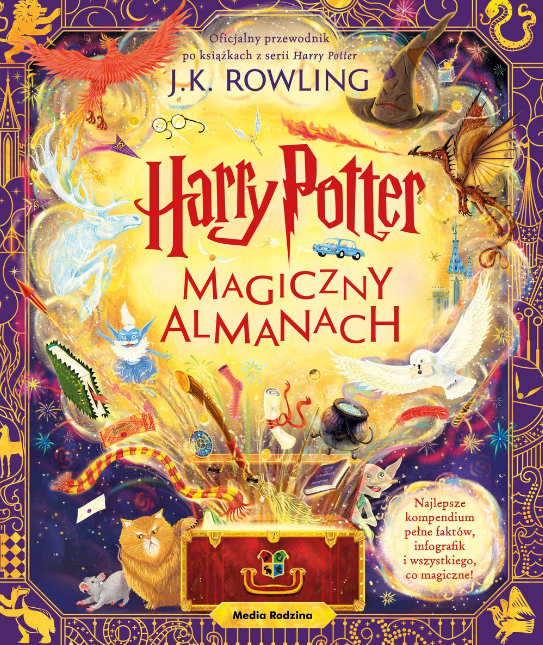 Oficjalny przewodnik
po książkach z serii Harry Potter
J.K. ROWLING
Harry Potter
MAGICZNY
ALMANACH
Najlepsze
kompendium
pełne faktów,
infografik
i wszystkiego,
co magiczne!
Media Rodzina